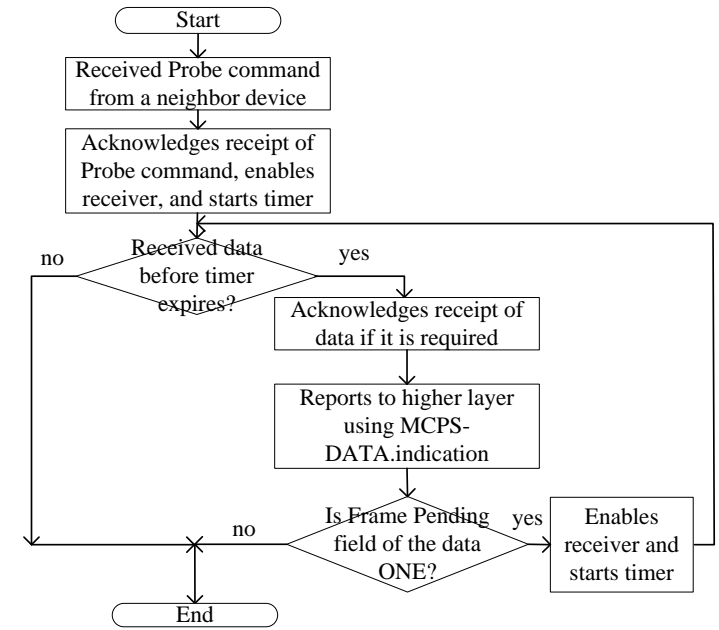 Start
Received Probe command
from a neighbor device
Acknowledges receipt of
Probe command, enables
receiver, and starts timer
no
Received data
before timer
expires?
yes
Acknowledges receipt of
data if it is required
Reports to higher layer
using MCPS-
DATA.indication
no
Is Frame Pending
field of the data
ONE?
yes
Enables
receiver and
starts timer
End